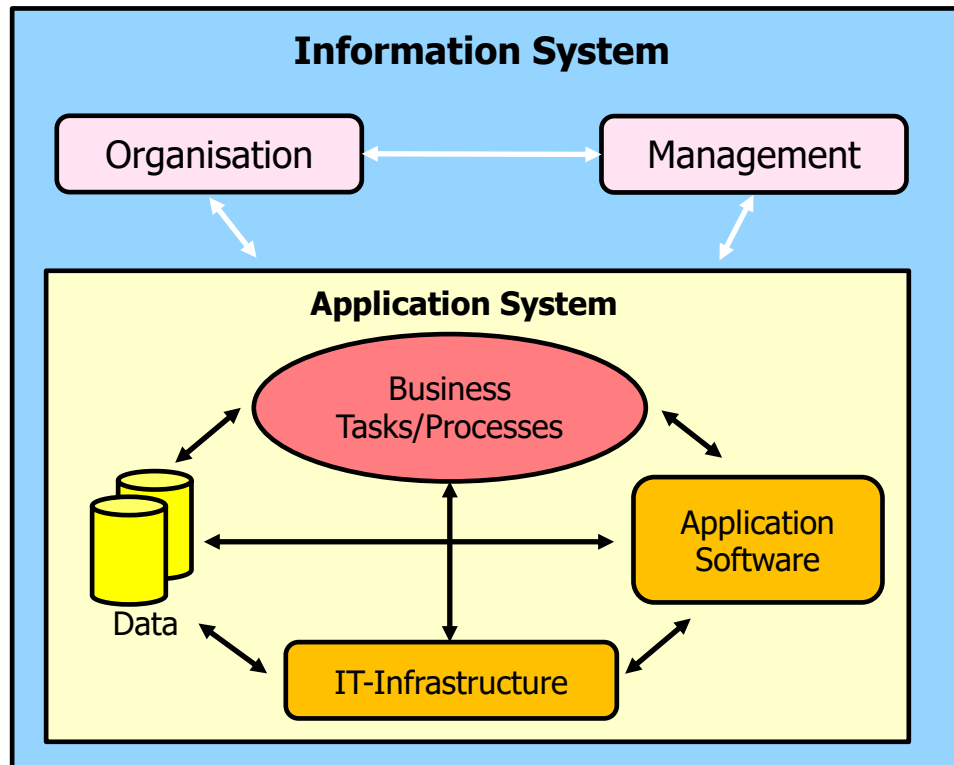 Information System
Organisation
Management
Application System
Business
Tasks/Processes
Application
Software
Data
IT-Infrastructure